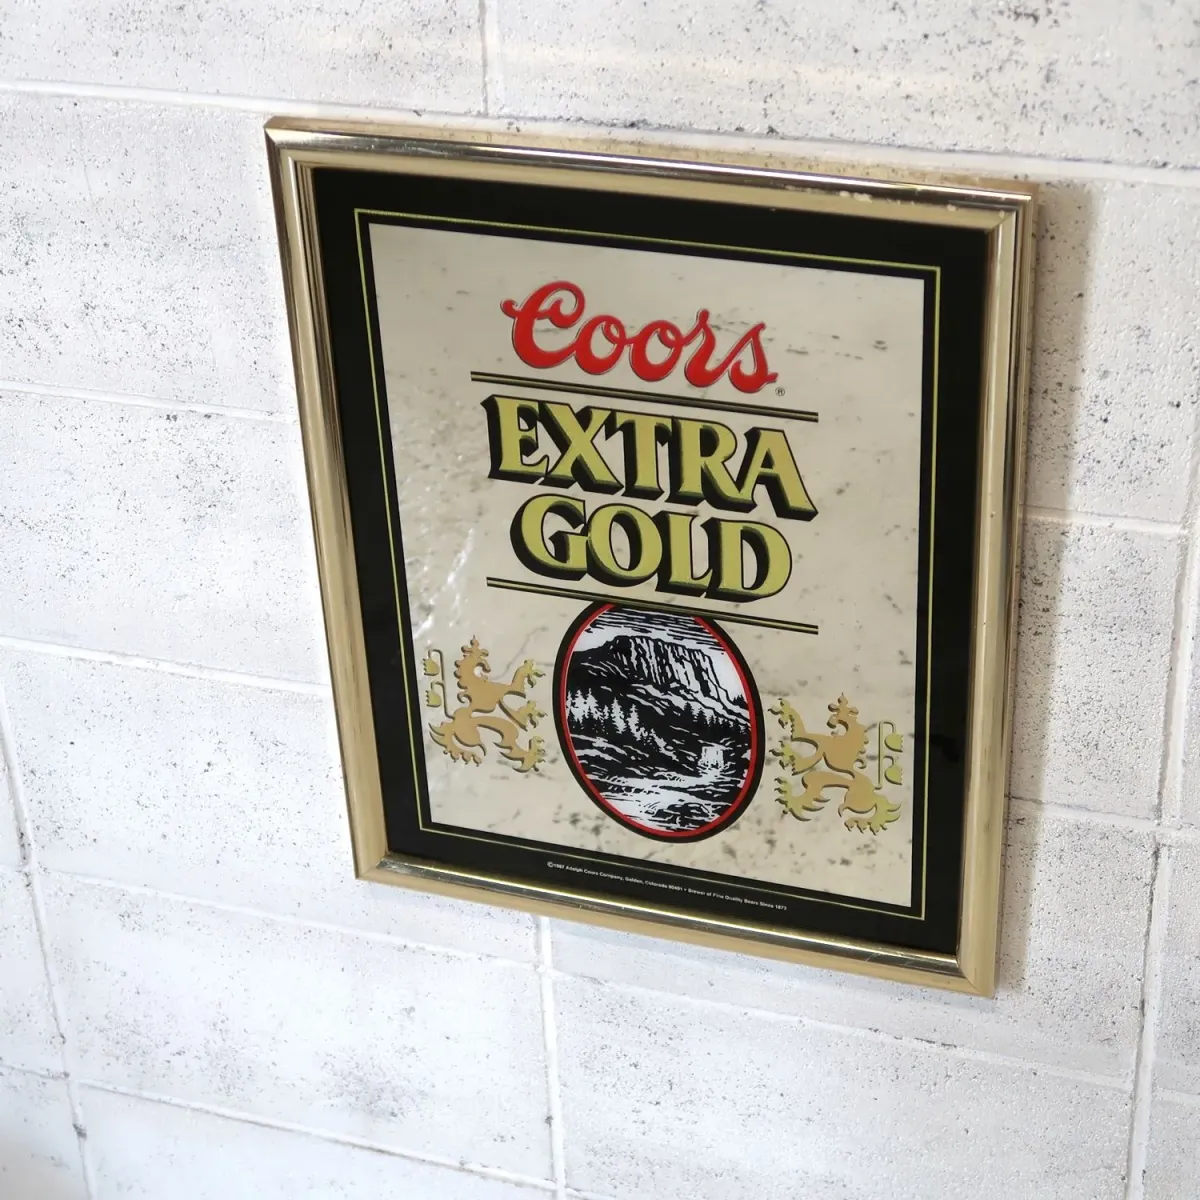 Coors®
EXTRA
GOLD
©1987 Adolph Coors Company, Golden, Colorado 80401 • Brewer of Fine Quality Beers Since 1873